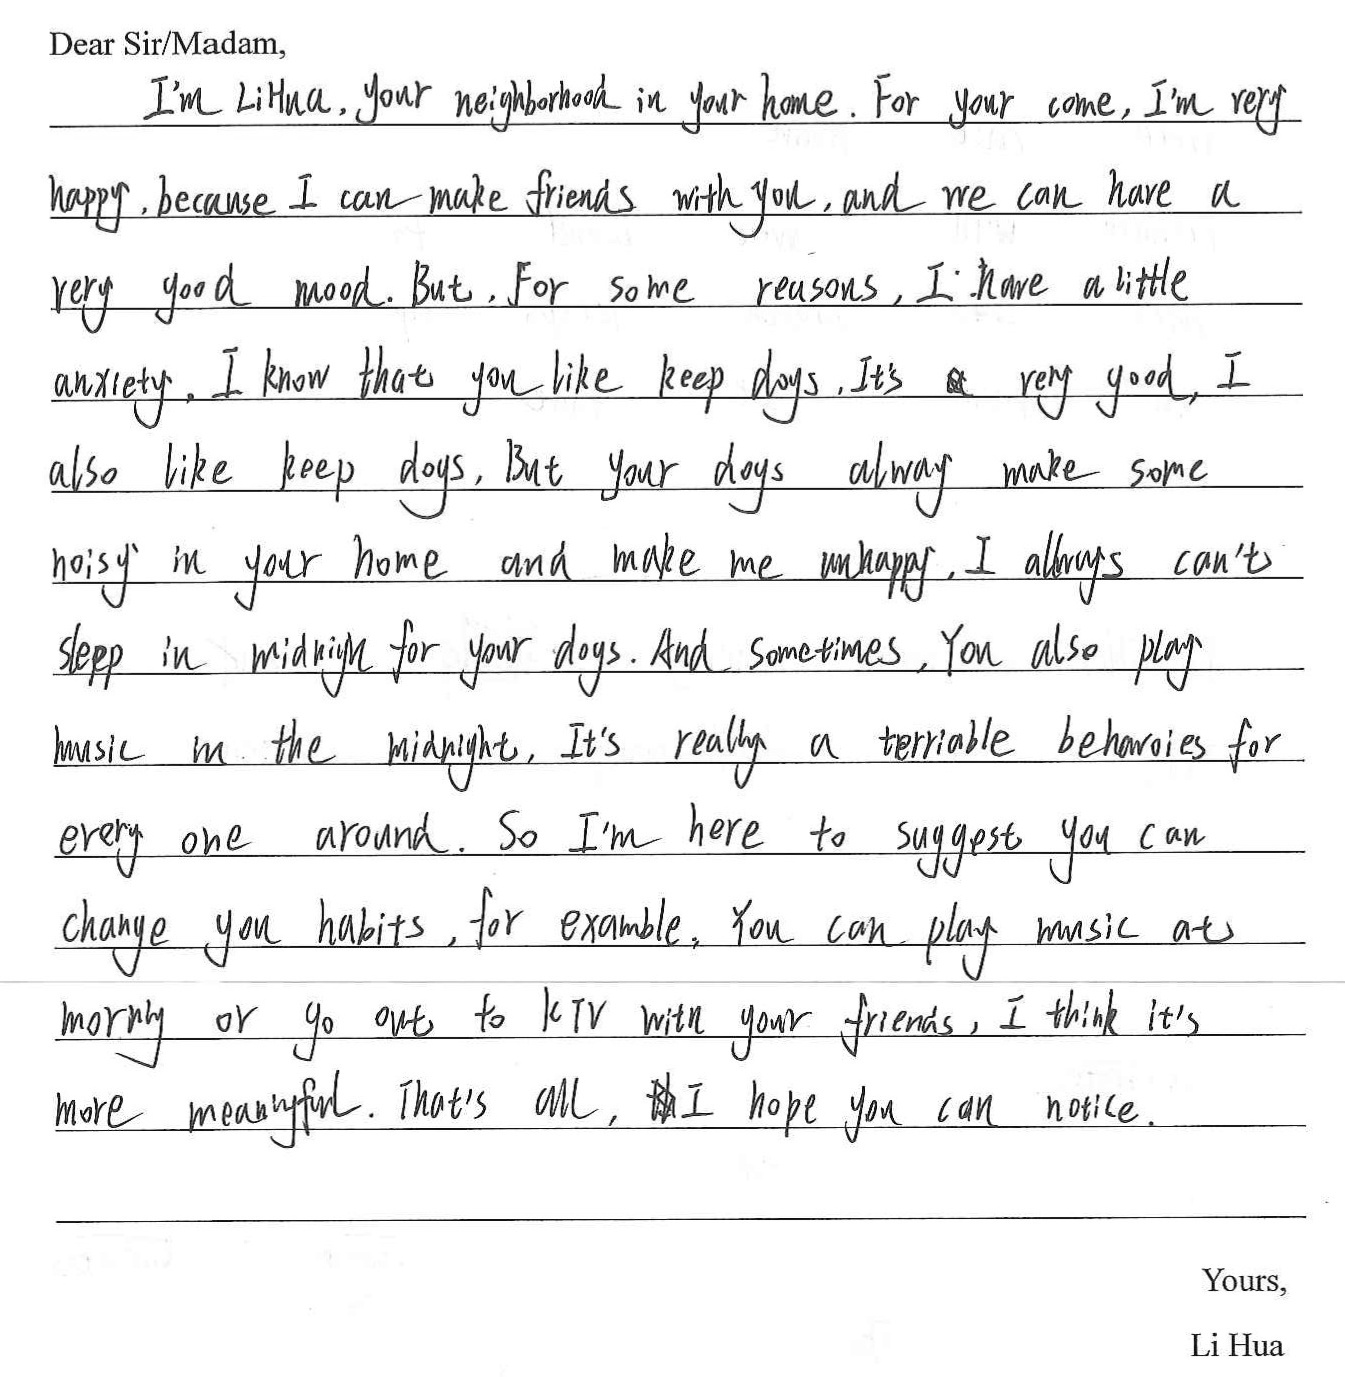 Dear Sir/Madam,
I'm LiHua, your neighborhood in your home. For your come, I'm very
happy, because I can make friends with you, and we can have a
very good mood. But, For some reasons, I have a little
anxiety. I know that you like keep dogs, It's very good, I
also like keep dogs, But your dogs alway make some
noisy in your home and make me unhappy, I always can't
sleep in midnigh for your dogs. And sometimes, You also play
music in the midnight, It's really a terriable behavoies for
every one around. So I'm here to suggest you can
change you habits, for examble, You can play music at
morning or go out to KTV with your friends, I think it's
more meaningful. That's all, I hope you can notice.
Yours,
Li Hua